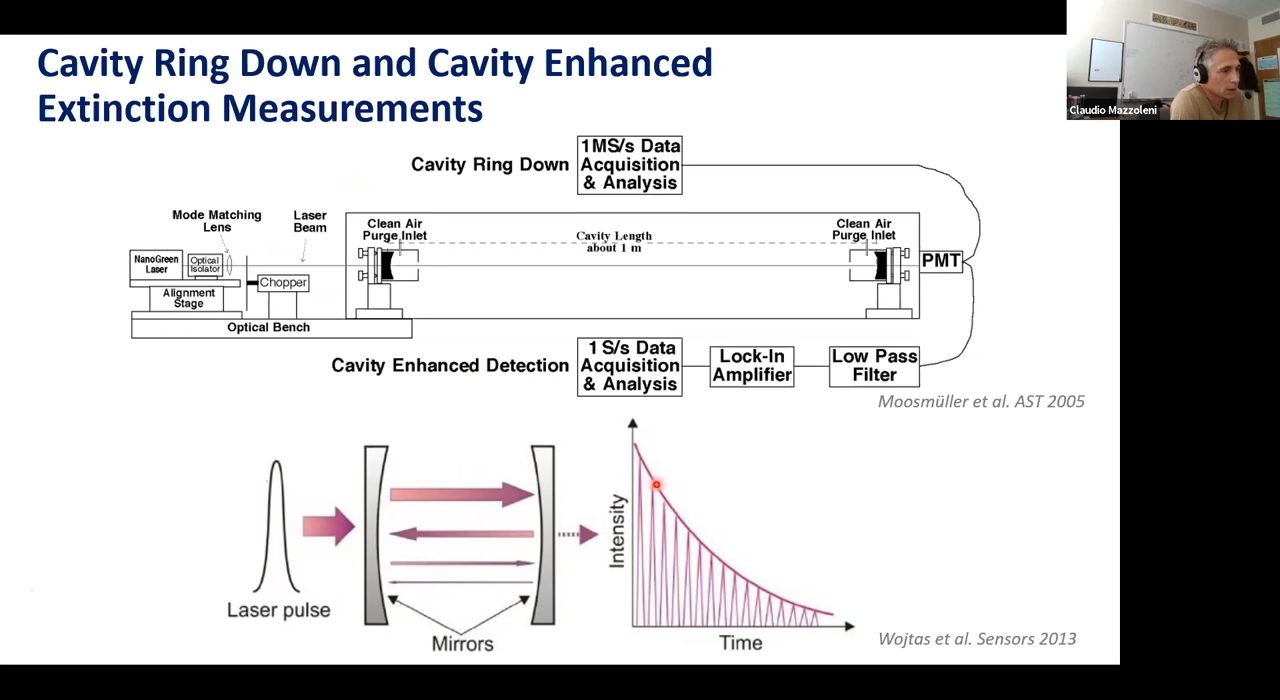 Cavity Ring Down and Cavity Enhanced
Extinction Measurements
Claudio Mazzoleni
Cavity Ring Down
1MS/s Data
Acquisition
& Analysis
Mode Matching
Lens
Laser
Beam
Clean Air
Purge Inlet
Cavity Length
about 1 m
Clean Air
Purge Inlet
NanoGreen
Laser
Optical
Isolator
Chopper
PMT
Alignment
Stage
Optical Bench
Cavity Enhanced Detection
1 S/s Data
Acquisition
& Analysis
Lock-In
Amplifier
Low Pass
Filter
Moosmüller et al. AST 2005
Laser pulse
Mirrors
Intensity
Time
Wojtas et al. Sensors 2013